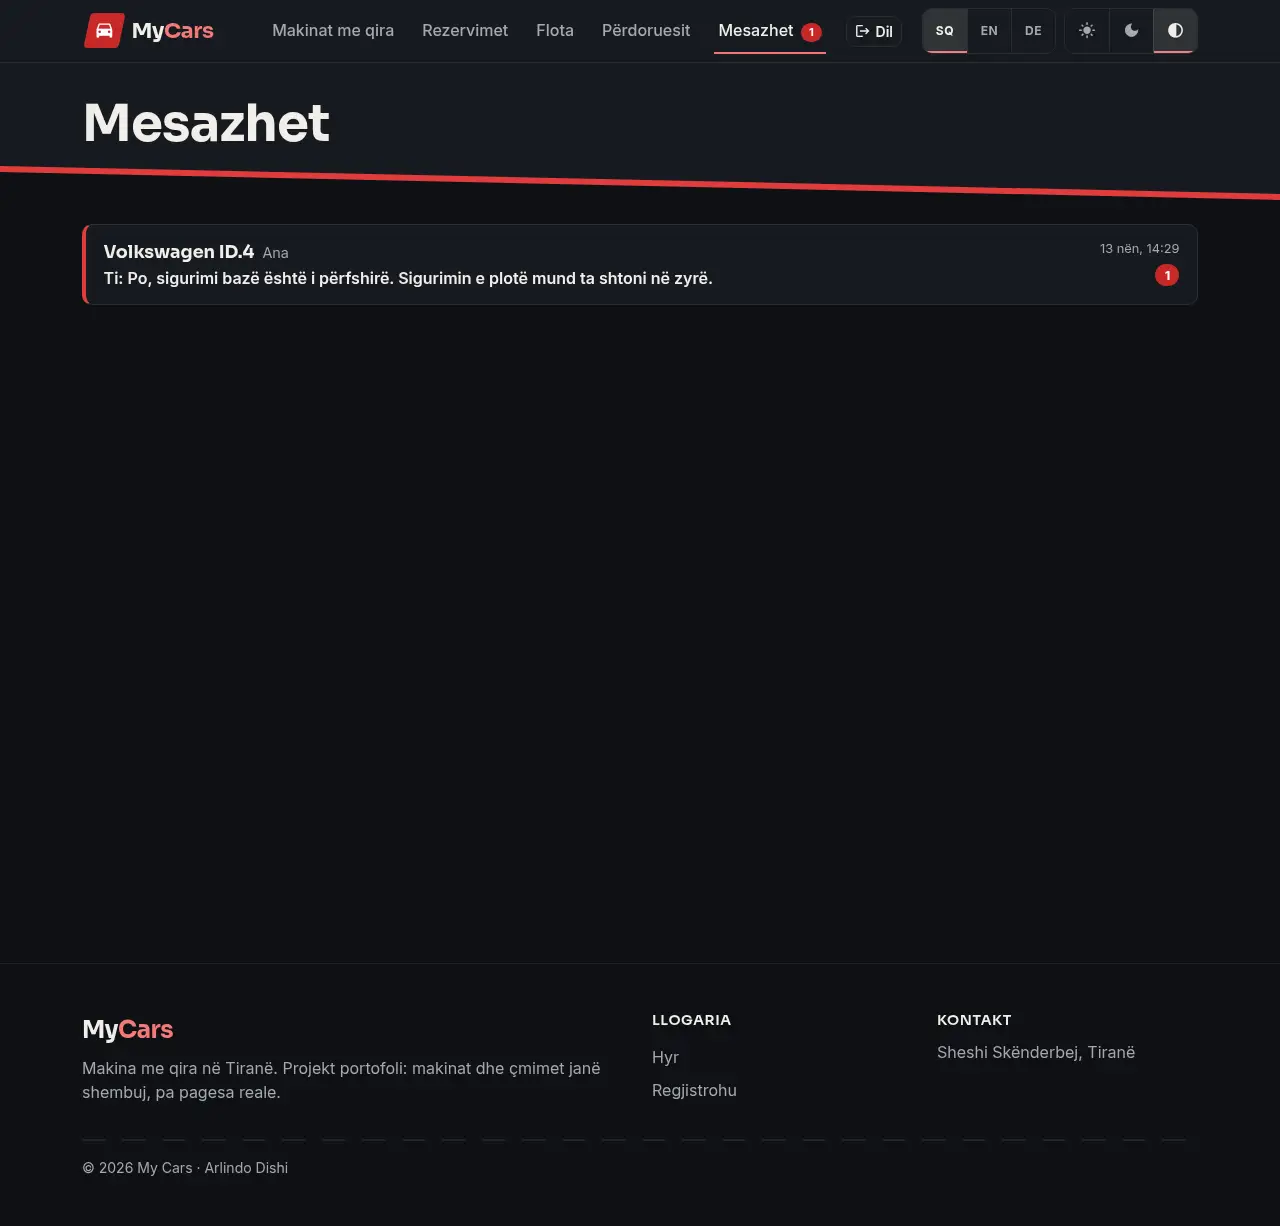 MyCars
Makinat me qira
Rezervimet
Flota
Përdoruesit
Mesazhet 1
Dil
SQ
EN
DE
Mesazhet
Volkswagen ID.4 Ana
13 nën, 14:29
Ti: Po, sigurimi bazë është i përfshirë. Sigurimin e plotë mund ta shtoni në zyrë.
1
MyCars
Makina me qira në Tiranë. Projekt portofoli: makinat dhe çmimet janë
shembuj, pa pagesa reale.
LLOGARIA
Hyr
Regjistrohu
KONTAKT
Sheshi Skënderbej, Tiranë
© 2026 My Cars · Arlindo Dishi